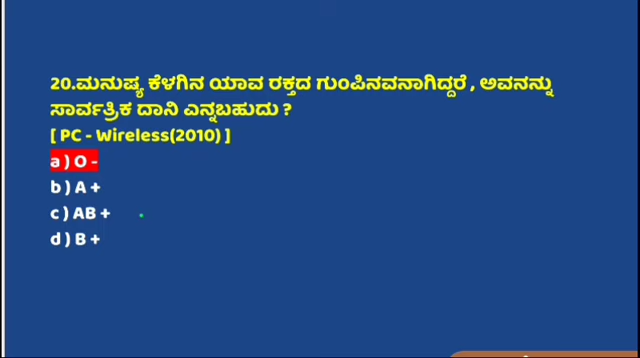 20.ಮನುಷ್ಯ ಕೆಳಗಿನ ಯಾವ ರಕ್ತದ ಗುಂಪಿನವನಾಗಿದ್ದರೆ , ಅವನನ್ನು
ಸಾರ್ವತ್ರಿಕ ದಾನಿ ಎನ್ನಬಹುದು ?
[ PC - Wireless(2010) ]
a ) O -
b ) A +
c ) AB +
d ) B +